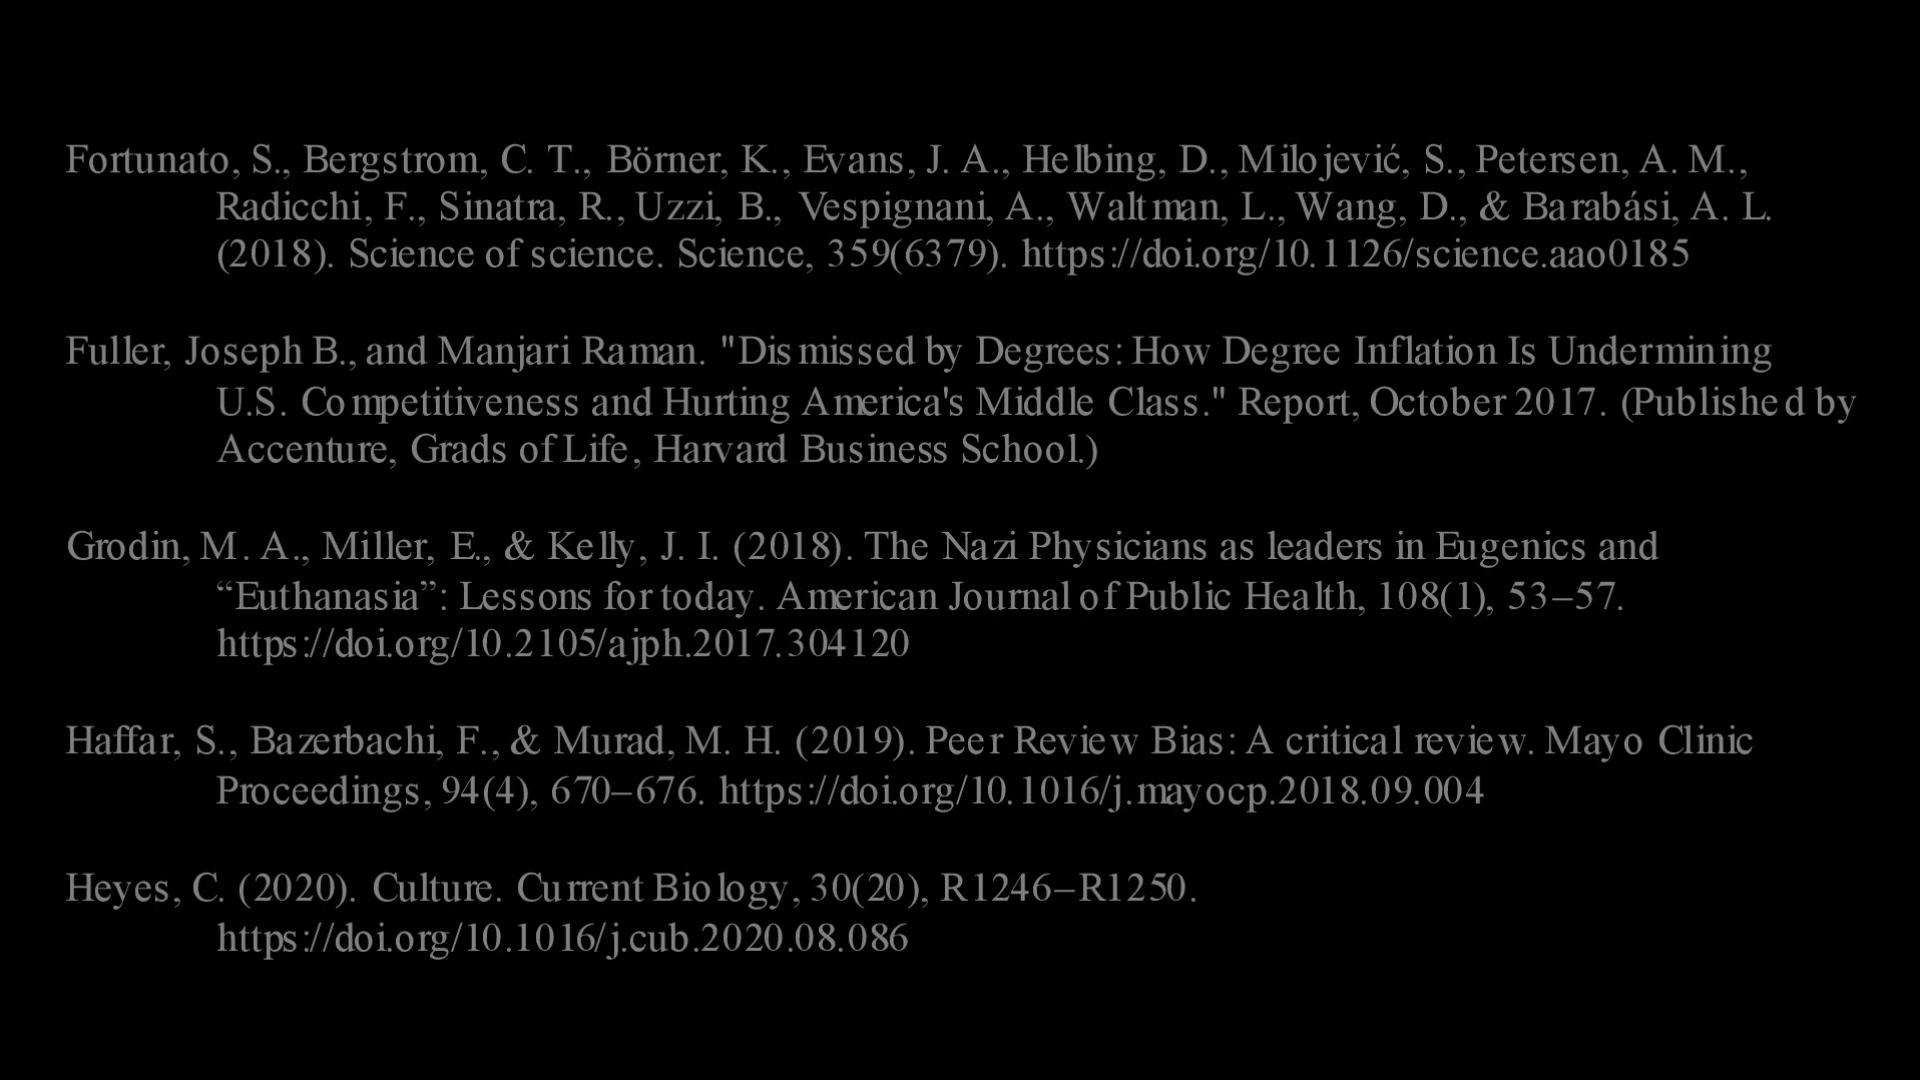 Fortunato, S., Bergstrom, C. T., Börner, K., Evans, J. A., Helbing, D., Milojević, S., Petersen, A. M.,
Radicchi, F., Sinatra, R., Uzzi, B., Vespignani, A., Waltman, L., Wang, D., & Barabási, A. L.
(2018). Science of science. Science, 359(6379). https://doi.org/10.1126/science.aao0185
Fuller, Joseph B., and Manjari Raman. "Dismissed by Degrees: How Degree Inflation Is Undermining
U.S. Competitiveness and Hurting America's Middle Class." Report, October 2017. (Published by
Accenture, Grads of Life, Harvard Business School.)
Grodin, M. A., Miller, E., & Kelly, J. I. (2018). The Nazi Physicians as leaders in Eugenics and
“Euthanasia”: Lessons for today. American Journal of Public Health, 108(1), 53–57.
https://doi.org/10.2105/ajph.2017.304120
Haffar, S., Bazerbachi, F., & Murad, M. H. (2019). Peer Review Bias: A critical review. Mayo Clinic
Proceedings, 94(4), 670–676. https://doi.org/10.1016/j.mayocp.2018.09.004
Heyes, C. (2020). Culture. Current Biology, 30(20), R1246–R1250.
https://doi.org/10.1016/j.cub.2020.08.086